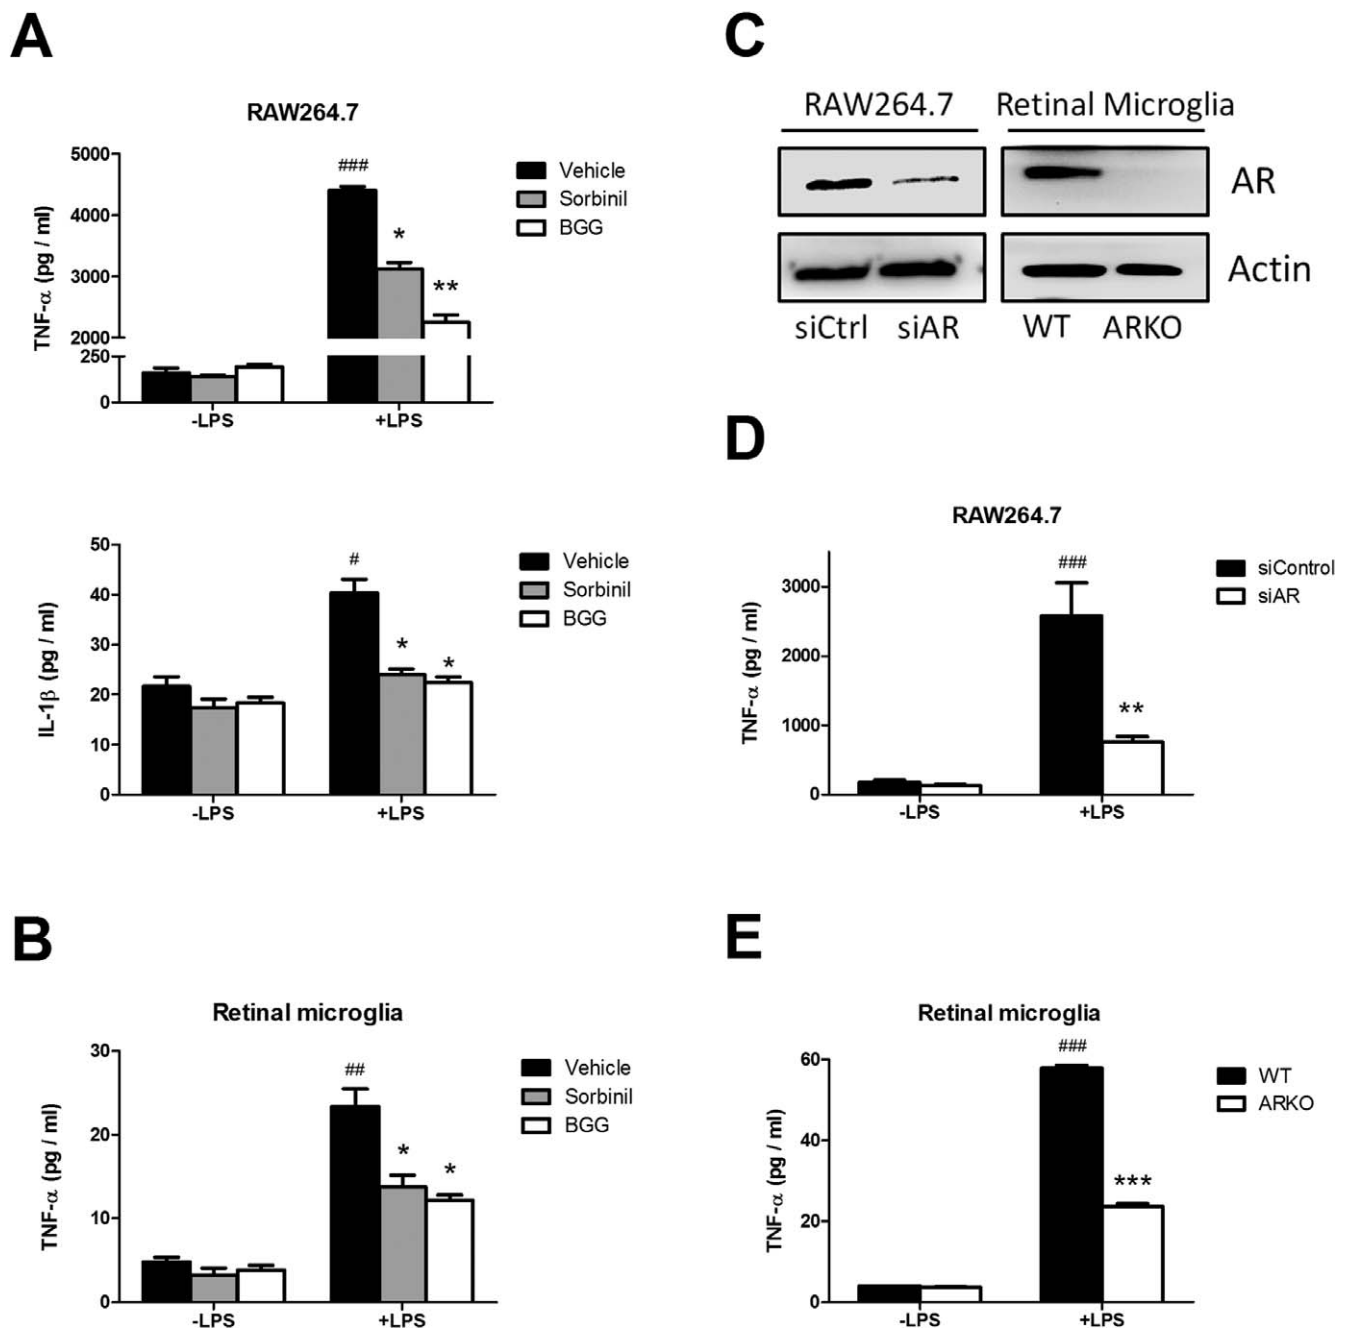 A
RAW264.7
TNF-α (pg / ml)
5000
4000
3000
2000
250
0
###
*
**
-LPS
+LPS
Vehicle
Sorbinil
BGG
IL-1β (pg / ml)
50
40
30
20
10
0
#
*
*
-LPS
+LPS
Vehicle
Sorbinil
BGG
B
Retinal microglia
TNF-α (pg / ml)
30
20
10
0
##
*
*
-LPS
+LPS
Vehicle
Sorbinil
BGG
C
RAW264.7
Retinal Microglia
AR
Actin
siCtrl
siAR
WT
ARKO
D
RAW264.7
TNF-α (pg / ml)
3000
2000
1000
0
###
**
-LPS
+LPS
siControl
siAR
E
Retinal microglia
TNF-α (pg / ml)
60
40
20
0
###
***
-LPS
+LPS
WT
ARKO